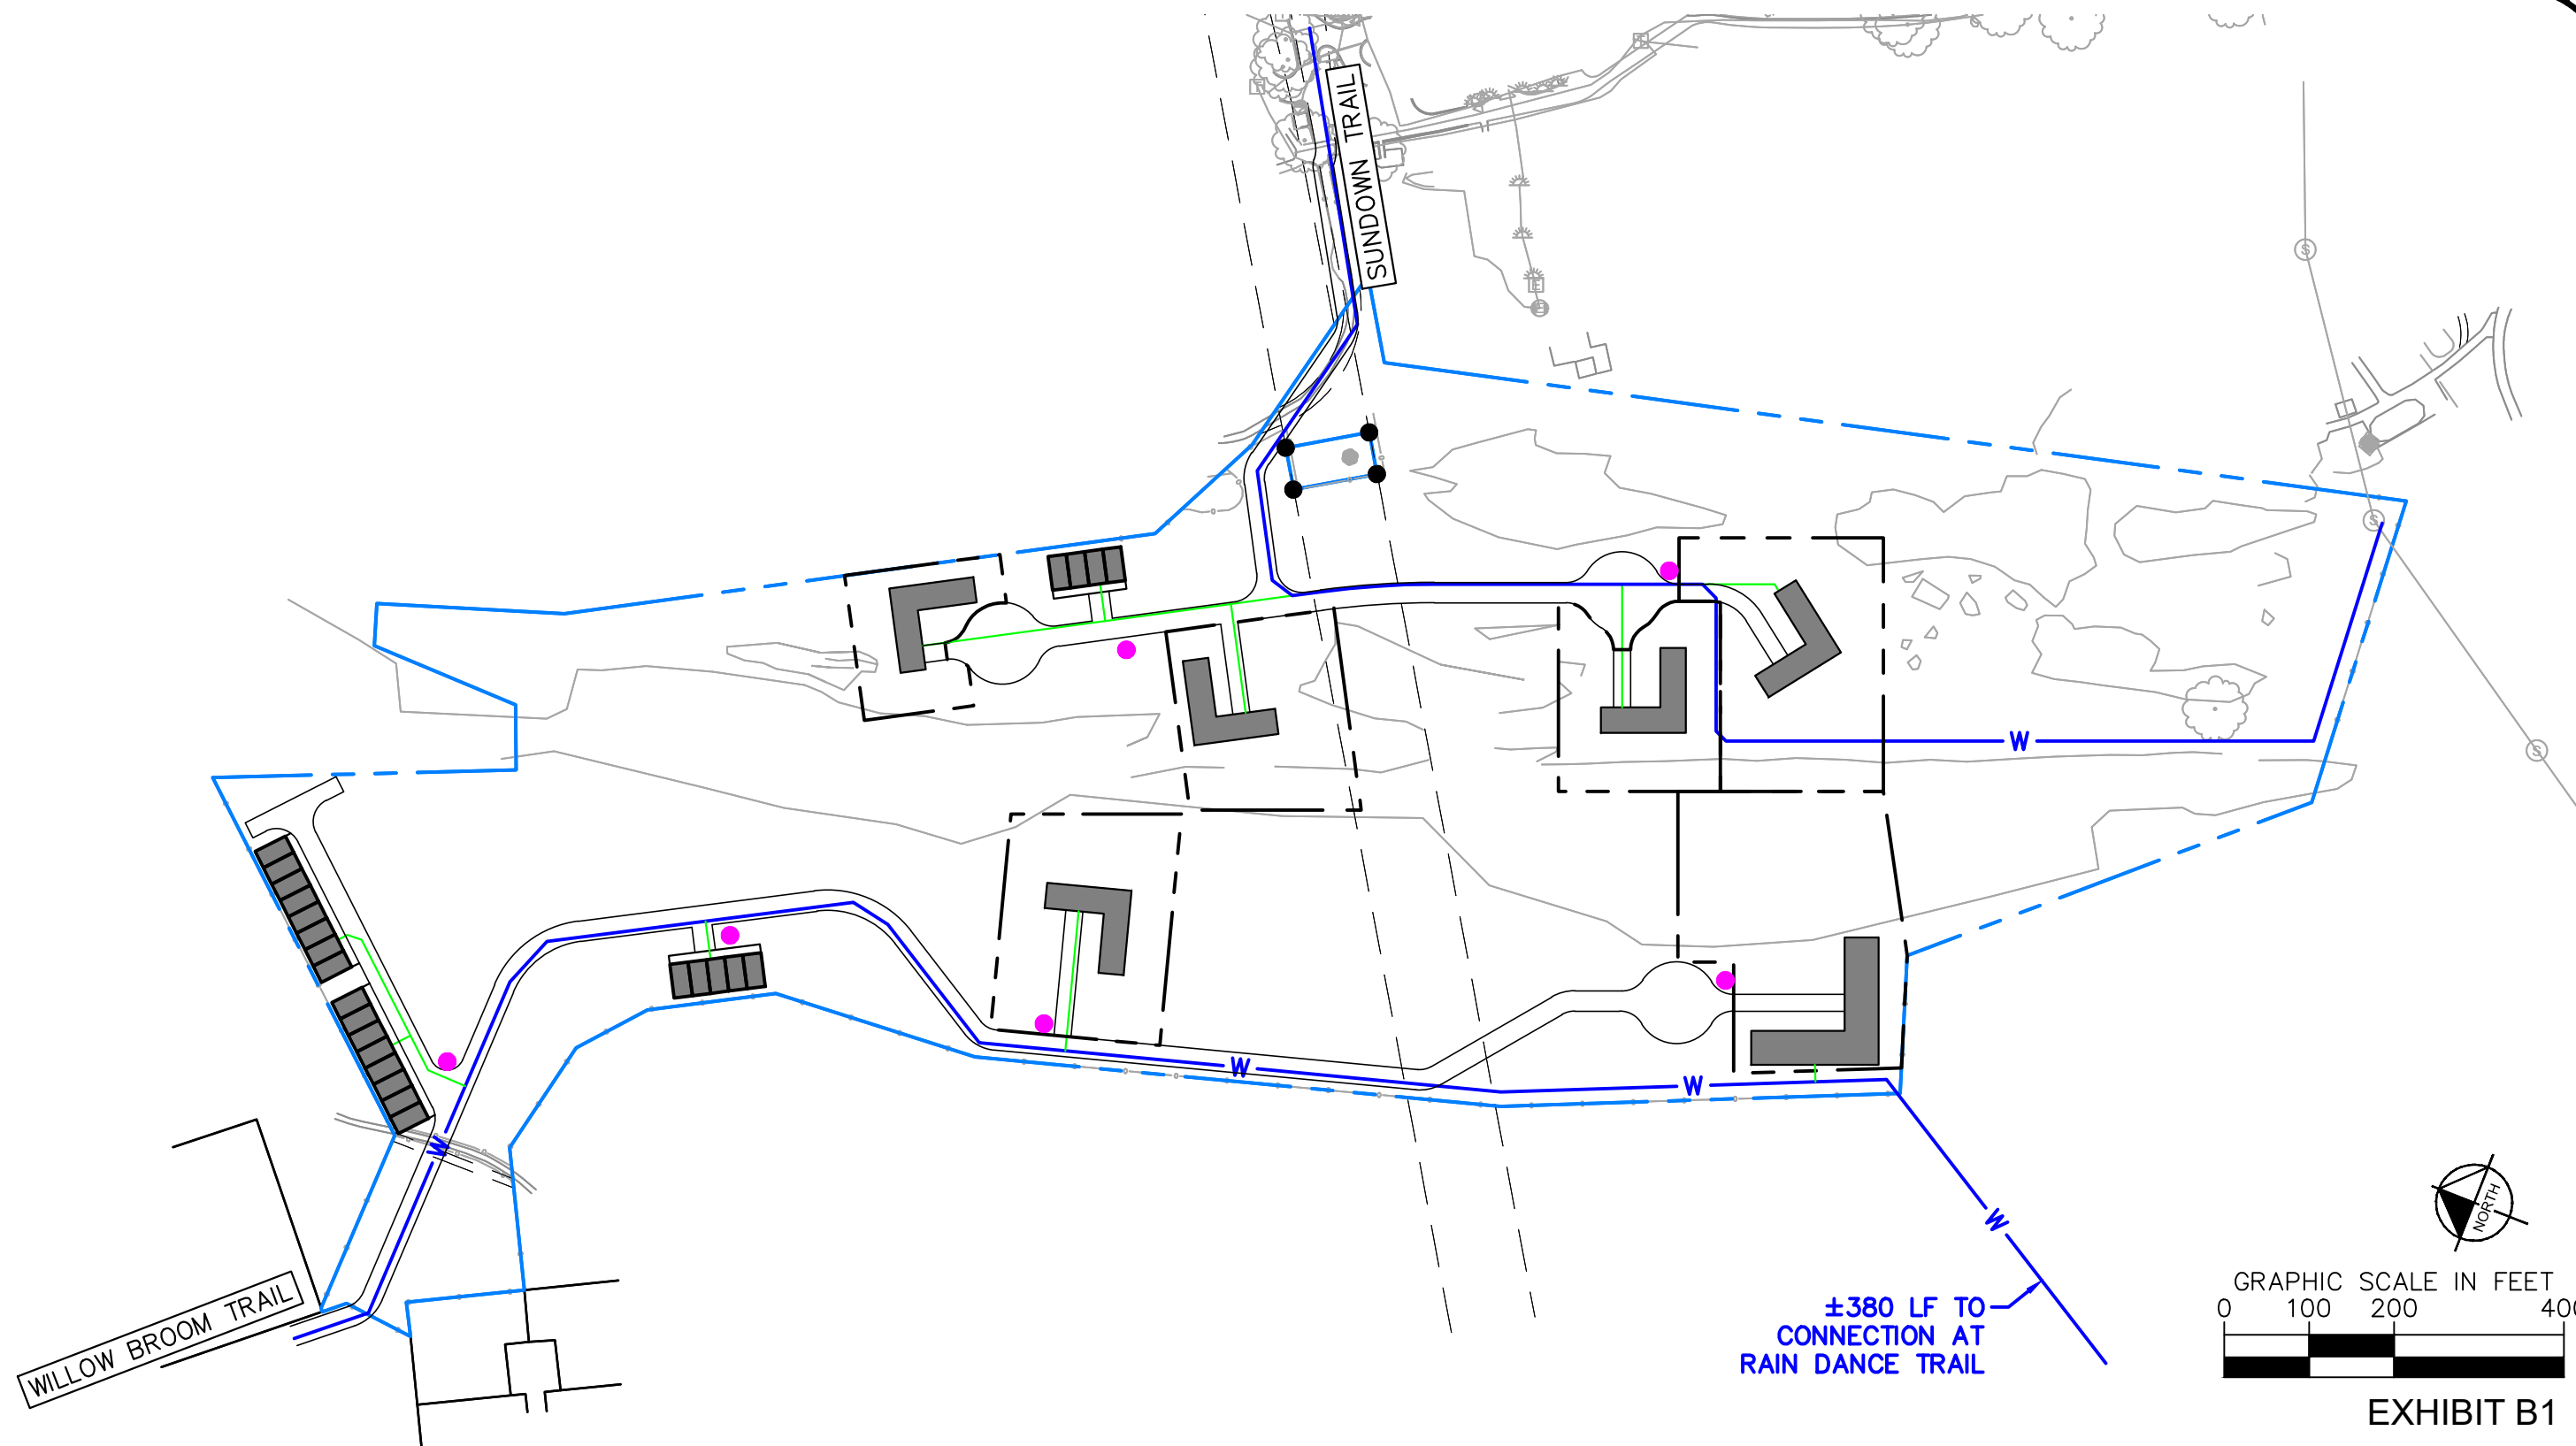 SUNDOWN TRAIL
S
E
S
S
W
W
W
W
W
WILLOW BROOM TRAIL
±380 LF TO
CONNECTION AT
RAIN DANCE TRAIL
NORTH
GRAPHIC SCALE IN FEET
0 100 200 400
EXHIBIT B1